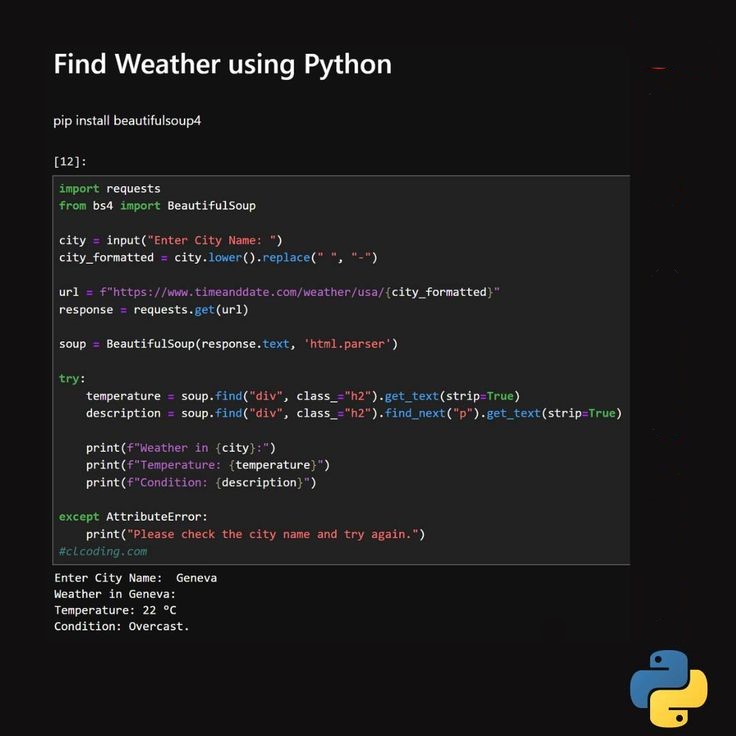 Find Weather using Python
pip install beautifulsoup4
[12]:
import requests
from bs4 import BeautifulSoup
city = input("Enter City Name: ")
city_formatted = city.lower().replace(" ", "-")
url = f"https://www.timeanddate.com/weather/usa/{city_formatted}"
response = requests.get(url)
soup = BeautifulSoup(response.text, 'html.parser')
try:
    temperature = soup.find("div", class_="h2").get_text(strip=True)
    description = soup.find("div", class_="h2").find_next("p").get_text(strip=True)
    print(f"Weather in {city}:")
    print(f"Temperature: {temperature}")
    print(f"Condition: {description}")
except AttributeError:
    print("Please check the city name and try again.")
#clcoding.com
Enter City Name:  Geneva
Weather in Geneva:
Temperature: 22 °C
Condition: Overcast.